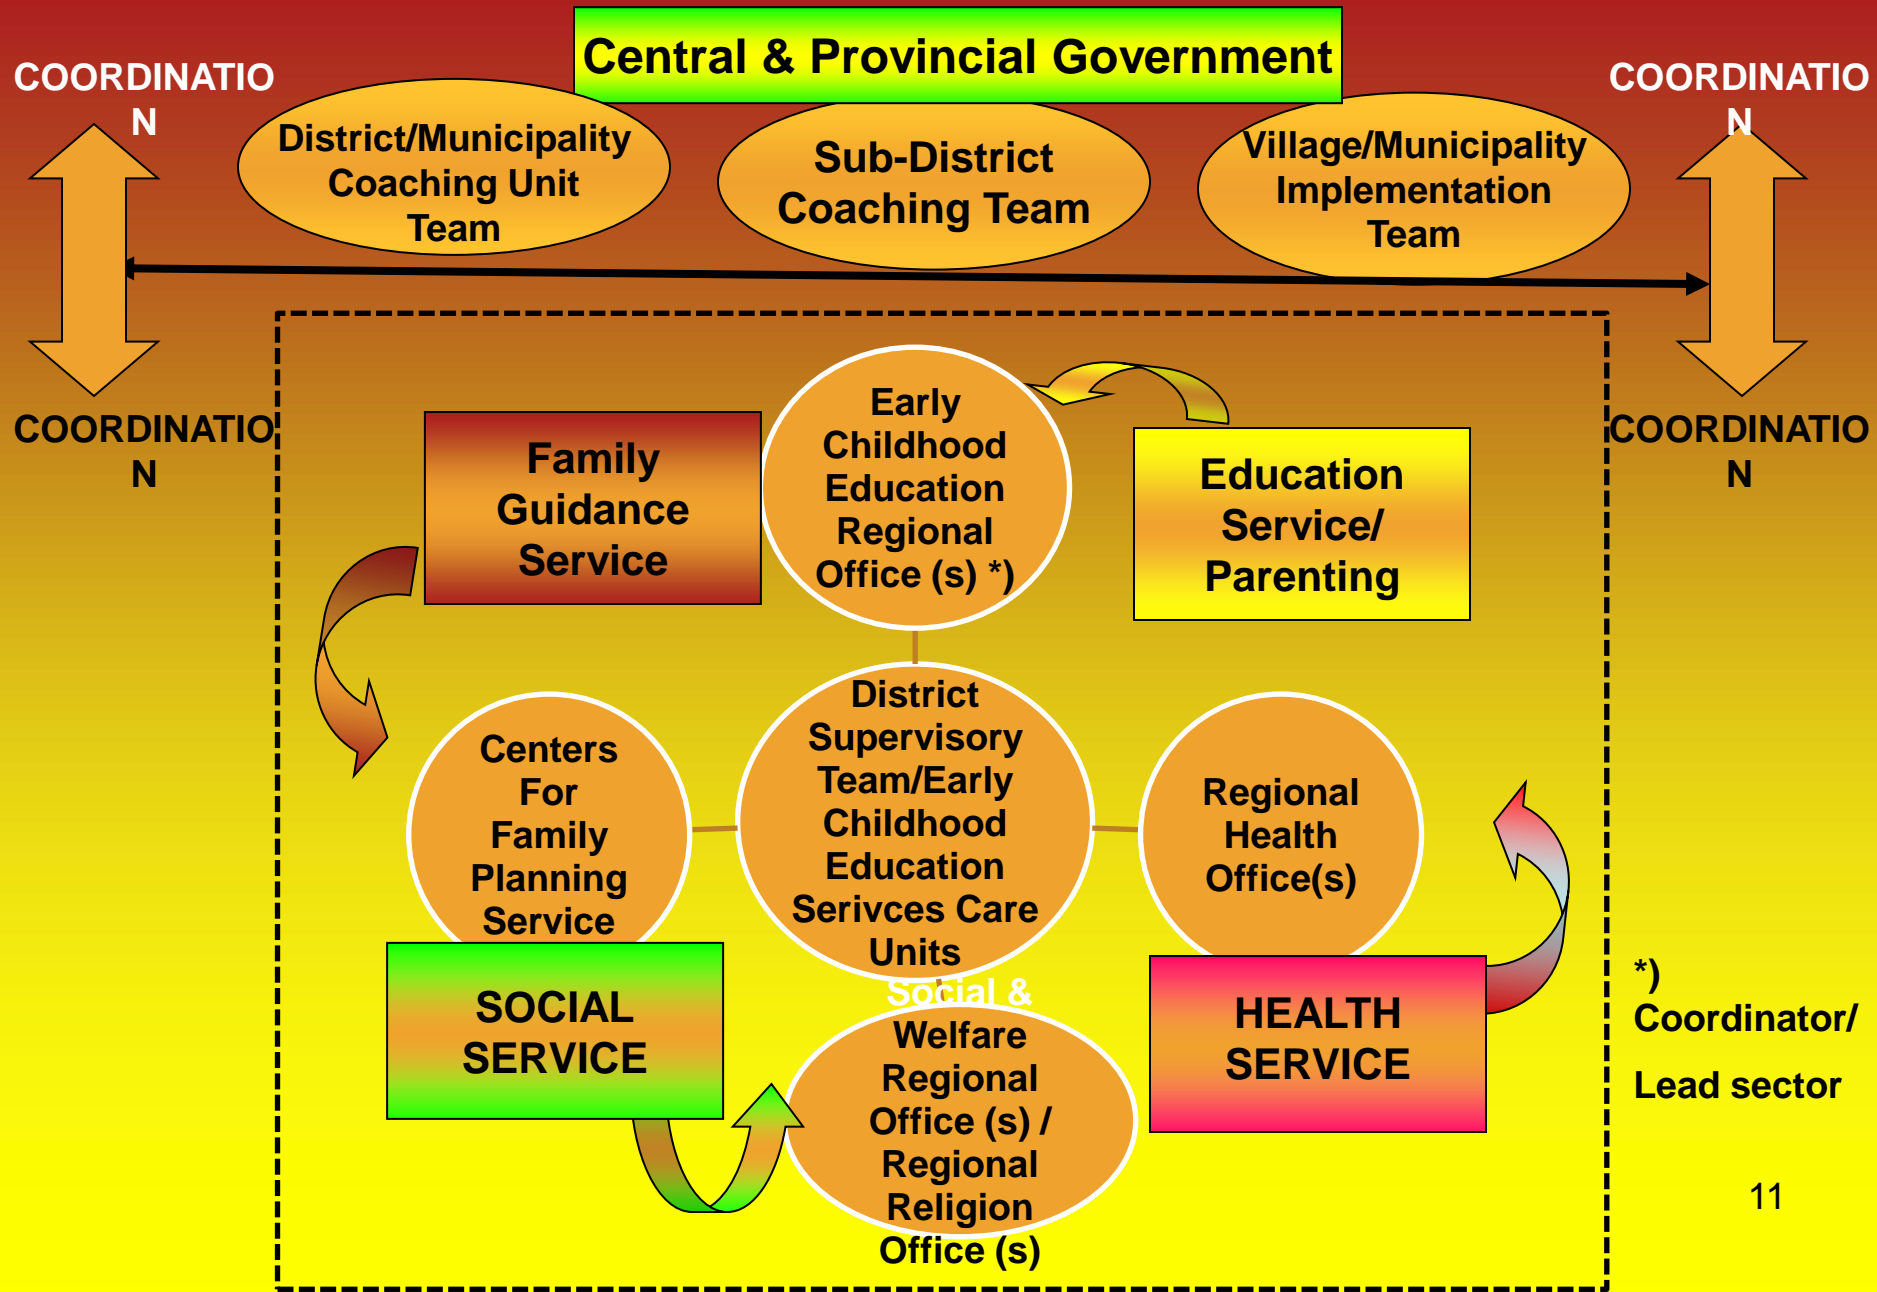 Central & Provincial Government
COORDINATIO
N
COORDINATIO
N
District/Municipality
Coaching Unit
Team
Sub-District
Coaching Team
Village/Municipality
Implementation
Team
COORDINATIO
N
COORDINATIO
N
Family
Guidance
Service
Early
Childhood
Education
Regional
Office (s) *)
Education
Service/
Parenting
Centers
For
Family
Planning
Service
District
Supervisory
Team/Early
Childhood
Education
Serivces Care
Units
Regional
Health
Office(s)
SOCIAL
SERVICE
Social &
Welfare
Regional
Office (s) /
Regional
Religion
Office (s)
HEALTH
SERVICE
*)
Coordinator/
Lead sector
11